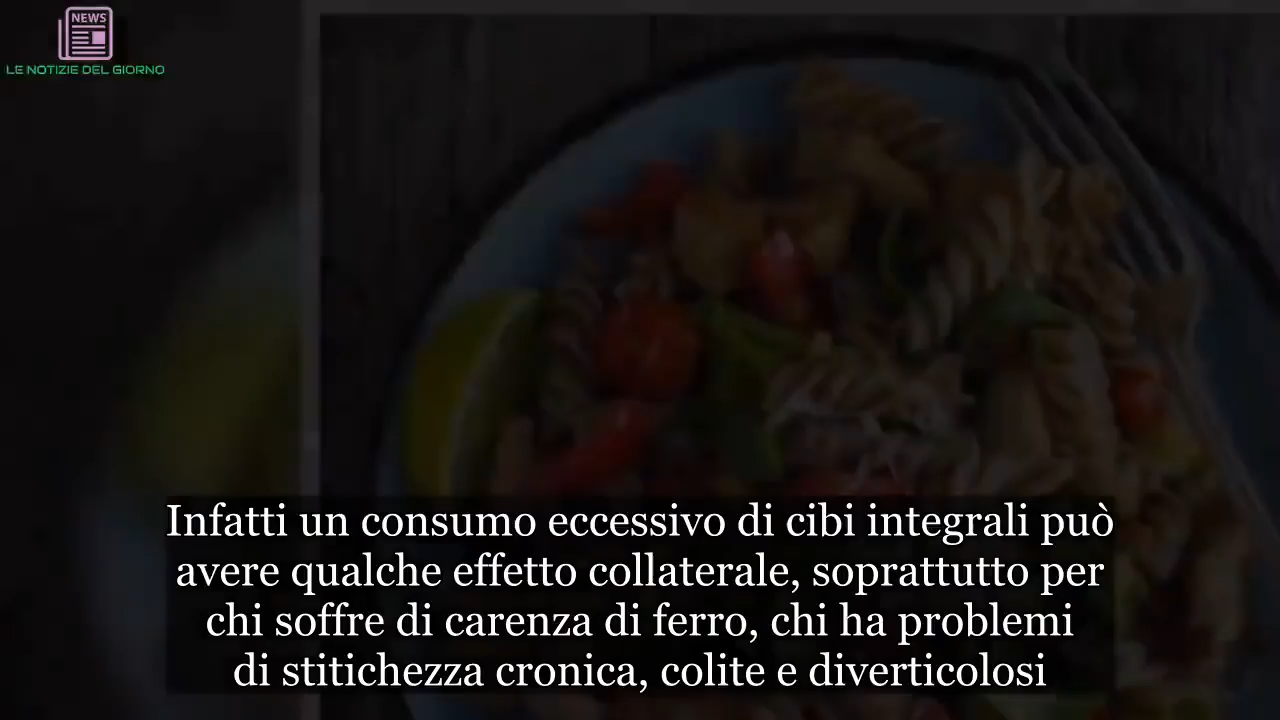 NEWS
LE NOTIZIE DEL GIORNO
Infatti un consumo eccessivo di cibi integrali può
avere qualche effetto collaterale, soprattutto per
chi soffre di carenza di ferro, chi ha problemi
di stitichezza cronica, colite e diverticolosi